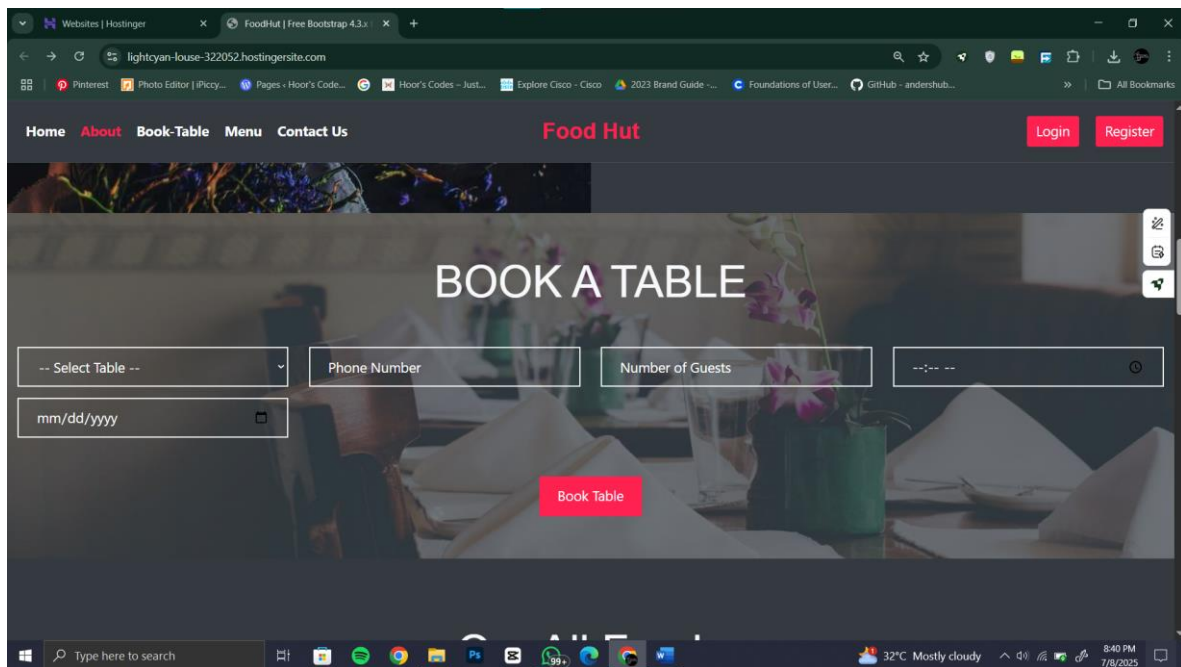 Websites | Hostinger
FoodHut | Free Bootstrap 4.3.x
lightcyan-louse-322052.hostingersite.com
Pinterest
Photo Editor | iPiccy...
Pages ‹ Hoor's Code...
Hoor's Codes – Just...
Explore Cisco - Cisco
2023 Brand Guide -...
Foundations of User...
GitHub - andershub...
»
All Bookmarks
Home About Book-Table Menu Contact Us
Food Hut
Login Register
BOOK A TABLE
-- Select Table --
Phone Number
Number of Guests
--:-- --
mm/dd/yyyy
Book Table
Type here to search
Ps
99+
32°C Mostly cloudy
8:40 PM
7/8/2025